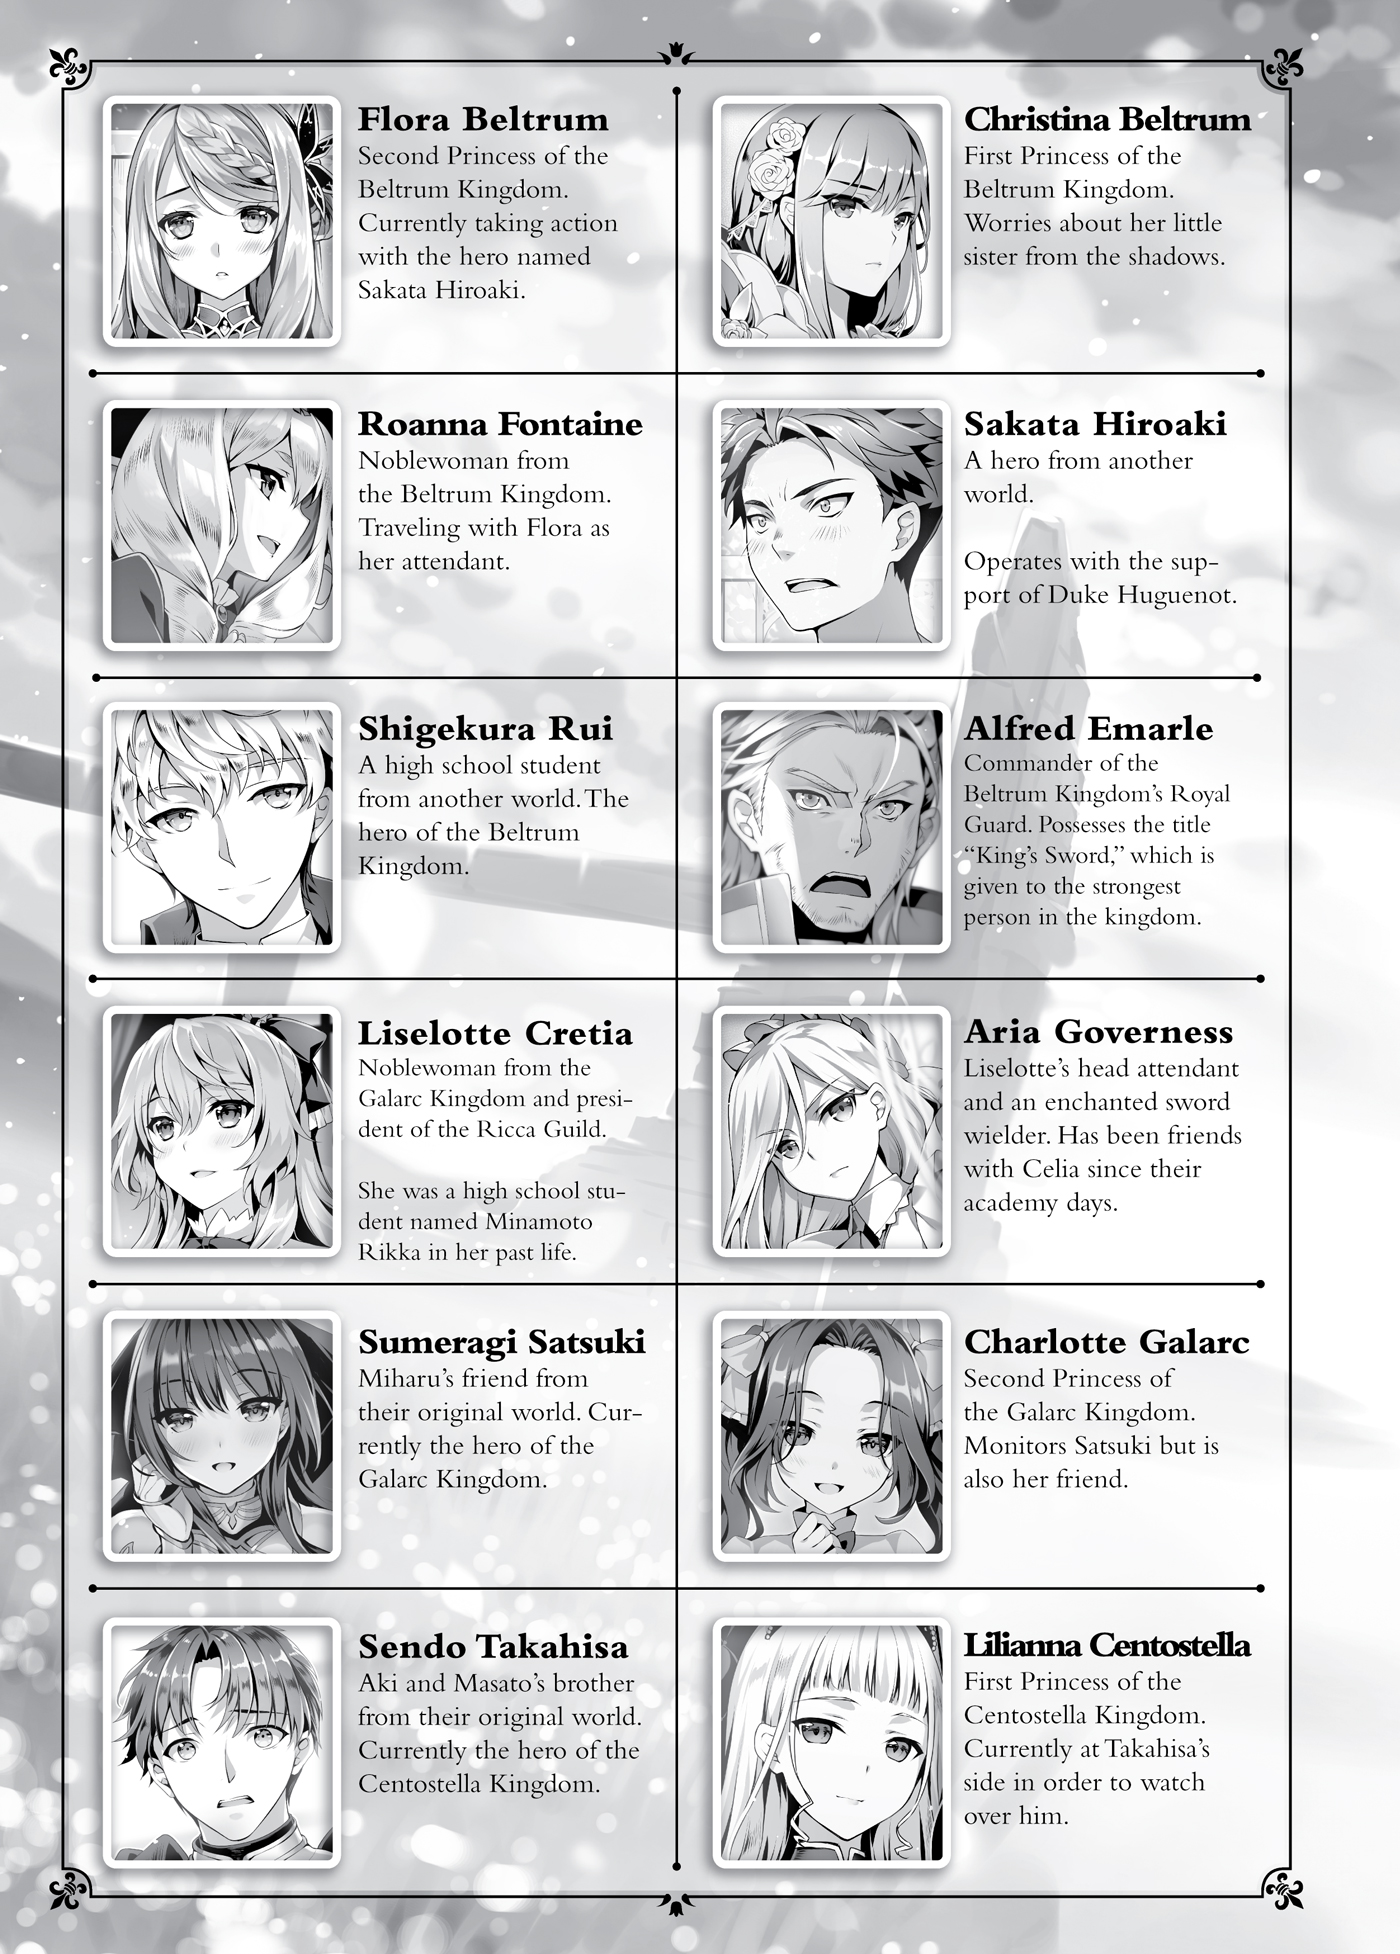 Flora Beltrum
Second Princess of the
Beltrum Kingdom.
Currently taking action
with the hero named
Sakata Hiroaki.
Christina Beltrum
First Princess of the
Beltrum Kingdom.
Worries about her little
sister from the shadows.
Roanna Fontaine
Noblewoman from
the Beltrum Kingdom.
Traveling with Flora as
her attendant.
Sakata Hiroaki
A hero from another
world.
Operates with the sup-
port of Duke Huguenot.
Shigekura Rui
A high school student
from another world. The
hero of the Beltrum
Kingdom.
Alfred Emarle
Commander of the
Beltrum Kingdom's Royal
Guard. Possesses the title
“King's Sword,” which is
given to the strongest
person in the kingdom.
Liselotte Cretia
Noblewoman from the
Galarc Kingdom and presi-
dent of the Ricca Guild.
She was a high school stu-
dent named Minamoto
Rikka in her past life.
Aria Governess
Liselotte's head attendant
and an enchanted sword
wielder. Has been friends
with Celia since their
academy days.
Sumeragi Satsuki
Miharu's friend from
their original world. Cur-
rently the hero of the
Galarc Kingdom.
Charlotte Galarc
Second Princess of
the Galarc Kingdom.
Monitors Satsuki but is
also her friend.
Sendo Takahisa
Aki and Masato's brother
from their original world.
Currently the hero of the
Centostella Kingdom.
Lilianna Centostella
First Princess of the
Centostella Kingdom.
Currently at Takahisa's
side in order to watch
over him.